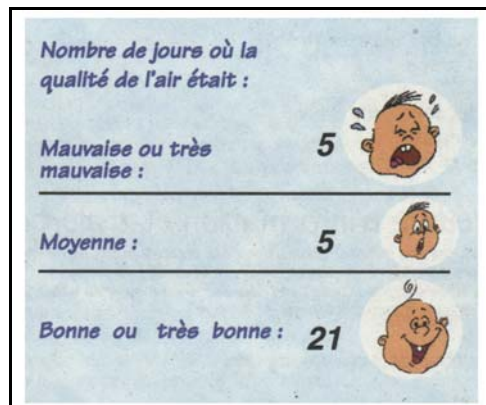 Nombre de jours où la
qualité de l'air était :
Mauvaise ou très
mauvaise :
5
Moyenne :
5
Bonne ou très bonne :
21